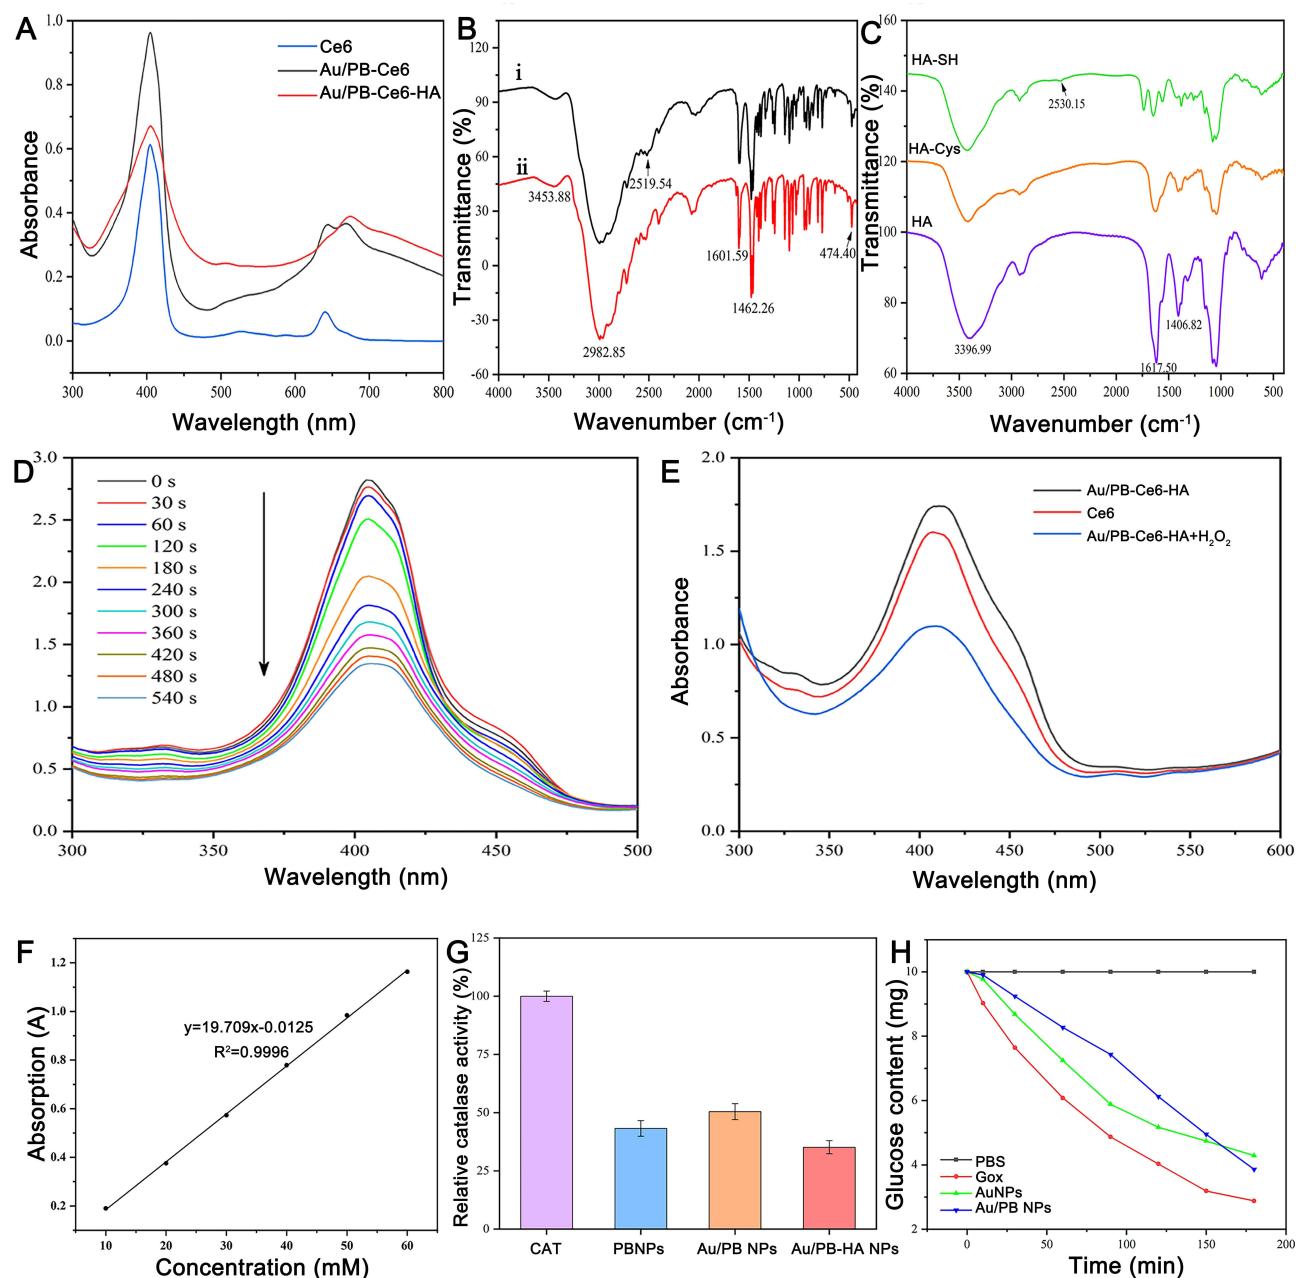 A
1.0
0.8
0.6
0.4
0.2
0.0
300 400 500 600 700 800
Absorbance
Wavelength (nm)
Ce6
Au/PB-Ce6
Au/PB-Ce6-HA
B
120
90
60
30
0
-30
-60
4000 3500 3000 2500 2000 1500 1000 500
Transmittance (%)
Wavenumber (cm-1)
i
ii
3453.88
2519.54
1601.59
474.40
1462.26
2982.85
C
160
140
120
100
80
60
4000 3500 3000 2500 2000 1500 1000 500
Transmittance (%)
Wavenumber (cm-1)
HA-SH
2530.15
HA-Cys
HA
3396.99
1406.82
1617.50
D
3.0
2.5
2.0
1.5
1.0
0.5
0.0
300 350 400 450 500
Wavelength (nm)
0 s
30 s
60 s
120 s
180 s
240 s
300 s
360 s
420 s
480 s
540 s
E
2.0
1.5
1.0
0.5
0.0
300 350 400 450 500 550 600
Absorbance
Wavelength (nm)
Au/PB-Ce6-HA
Ce6
Au/PB-Ce6-HA+H2O2
F
1.2
1.0
0.8
0.6
0.4
0.2
10 20 30 40 50 60
Absorption (A)
Concentration (mM)
y=19.709x-0.0125
R2=0.9996
G
125
100
75
50
25
0
Relative catalase activity (%)
CAT PBNPs Au/PB NPs Au/PB-HA NPs
H
10
8
6
4
2
0 50 100 150 200
Glucose content (mg)
Time (min)
PBS
Gox
AuNPs
Au/PB NPs